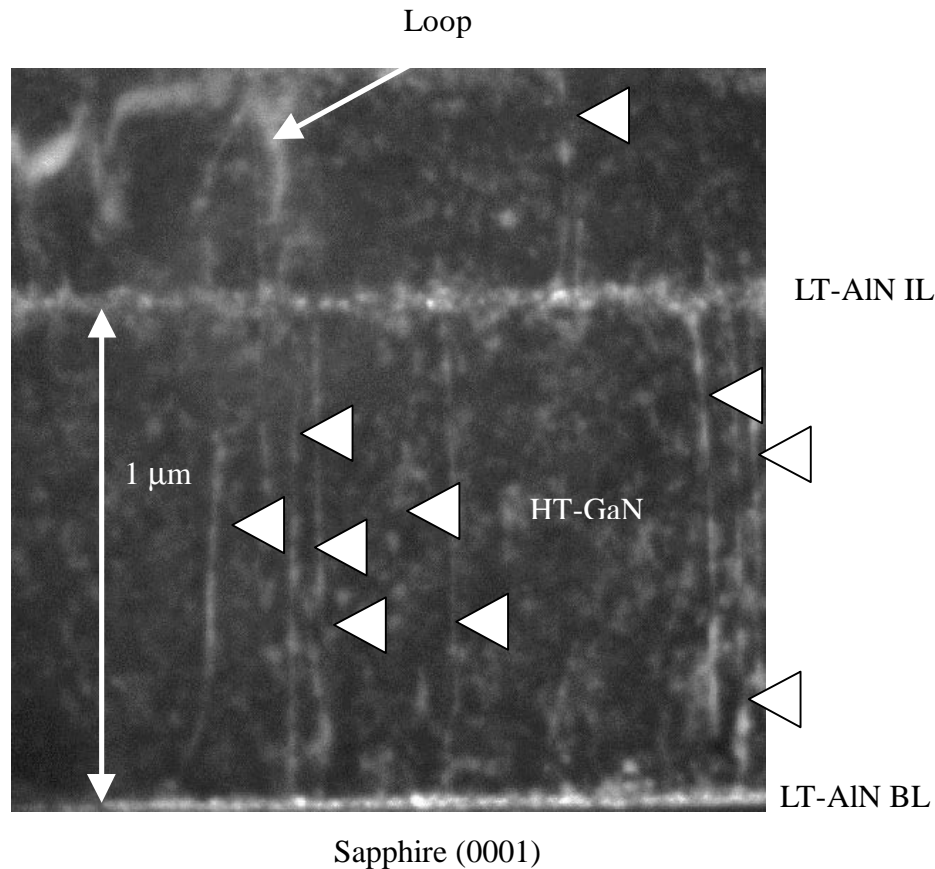 Loop
LT-AlN IL
1 μm
HT-GaN
LT-AlN BL
Sapphire (0001)